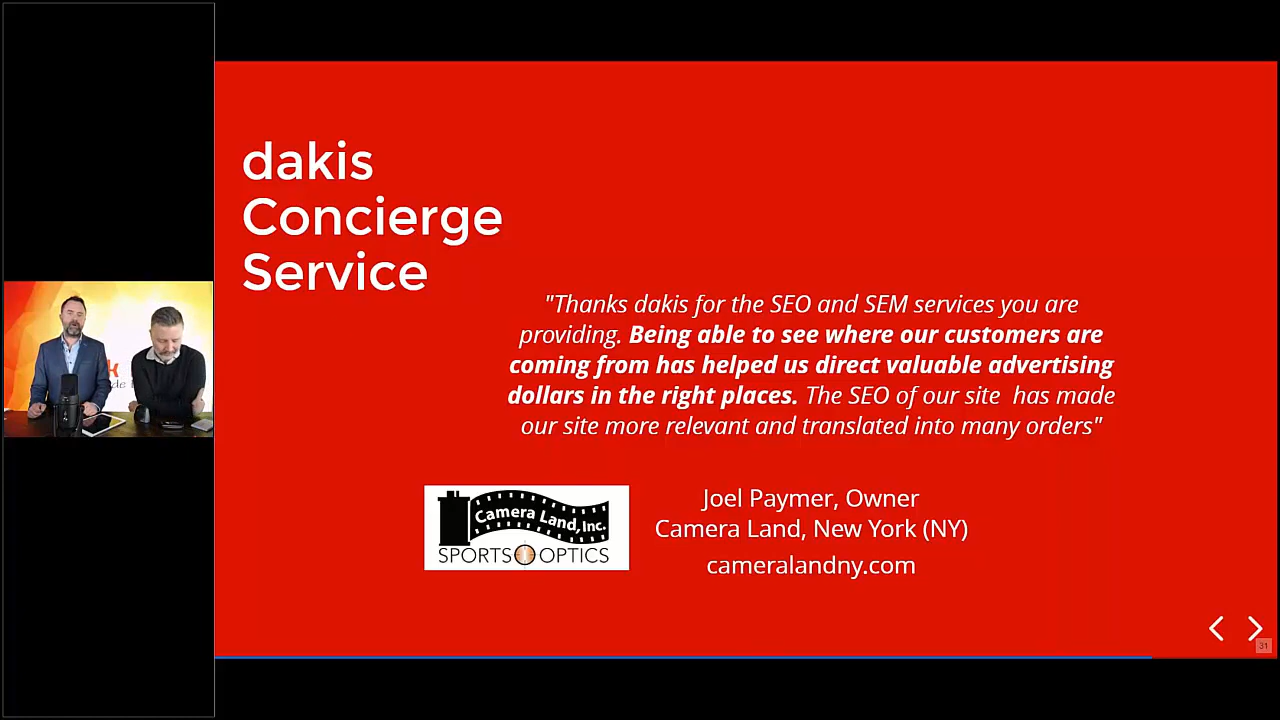 dakis
Concierge
Service
"Thanks dakis for the SEO and SEM services you are
providing. Being able to see where our customers are
coming from has helped us direct valuable advertising
dollars in the right places. The SEO of our site  has made
our site more relevant and translated into many orders"
Camera Land, Inc.
SPORTS OPTICS
Joel Paymer, Owner
Camera Land, New York (NY)
cameralandny.com
31